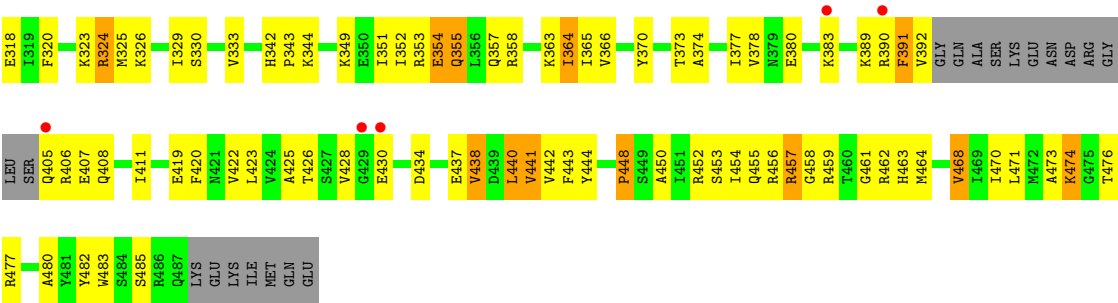 E318 I319 F320 K323 R324 M325 K326 I329 S330 V333 H342 P343 K344 K349 E350 I351 I352 R353 E354 Q355 L356 Q357 R358 K363 I364 I365 V366 Y370 T373 A374 I377 V378 N379 E380 K383 K389 R390 F391 V392 GLY GLN ALA SER LYS GLU ASN ASN ASP ARG GLY
LEU SER Q405 R406 E407 Q408 I411 E419 F420 N421 V422 L423 V424 A425 T426 S427 V428 G429 E430 D434 E437 V438 D439 L440 V441 V442 F443 Y444 P448 S449 A450 I451 R452 S453 I454 Q455 R456 R457 G458 R459 T460 G461 R462 H463 M464 V468 I469 I470 L471 M472 A473 K474 G475 T476
R477 A480 Y481 Y482 W483 S484 S485 R486 Q487 LYS GLU LYS ILE MET GLN GLU